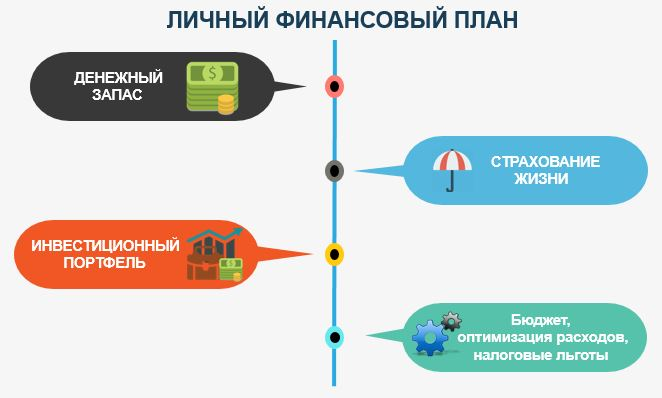 ЛИЧНЫЙ ФИНАНСОВЫЙ ПЛАН
ДЕНЕЖНЫЙ
ЗАПАС
СТРАХОВАНИЕ
ЖИЗНИ
ИНВЕСТИЦИОННЫЙ
ПОРТФЕЛЬ
Бюджет,
оптимизация расходов,
налоговые льготы